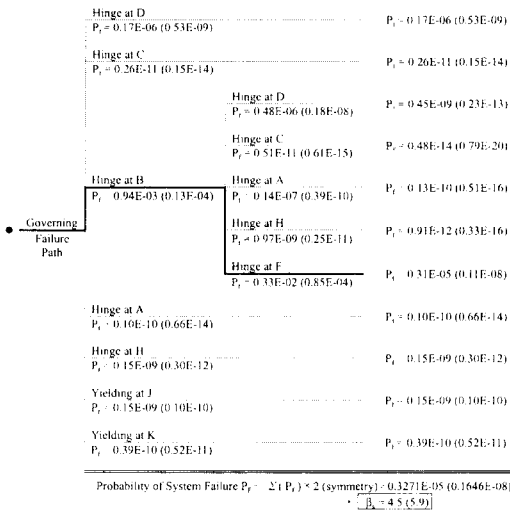 Hinge at D
P_f = 0.17E-06 (0.53E-09)
P_f = 0.17E-06 (0.53E-09)
Hinge at C
P_f = 0.26E-11 (0.15E-14)
P_f = 0.26E-11 (0.15E-14)
Hinge at D
P_f = 0.48E-06 (0.18E-08)
P_f = 0.45E-09 (0.23E-13)
Hinge at C
P_f = 0.51E-11 (0.61E-15)
P_f = 0.48E-14 (0.79E-20)
Hinge at B
P_f 0.94E-03 (0.13E-04)
Hinge at A
P_f = 0.14E-07 (0.39E-10)
P_f = 0.13E-10 (0.51E-16)
Governing
Failure
Path
Hinge at H
P_f = 0.97E-09 (0.25E-11)
P_f = 0.91E-12 (0.33E-16)
Hinge at F
P_f = 0.33E-02 (0.85E-04)
P_f 0.31E-05 (0.11E-08)
Hinge at A
P_f = 0.10E-10 (0.66E-14)
P_f = 0.10E-10 (0.66E-14)
Hinge at H
P_f = 0.15E-09 (0.30E-12)
P_f 0.15E-09 (0.30E-12)
Yielding at J
P_f = 0.15E-09 (0.10E-10)
P_f = 0.15E-09 (0.10E-10)
Yielding at K
P_f 0.39E-10 (0.52E-11)
P_f = 0.39E-10 (0.52E-11)
Probability of System Failure P_F = Σ ( P_f ) * 2 (symmetry) = 0.3271E-05 (0.1646E-08)
β_s = 4.5 (5.9)